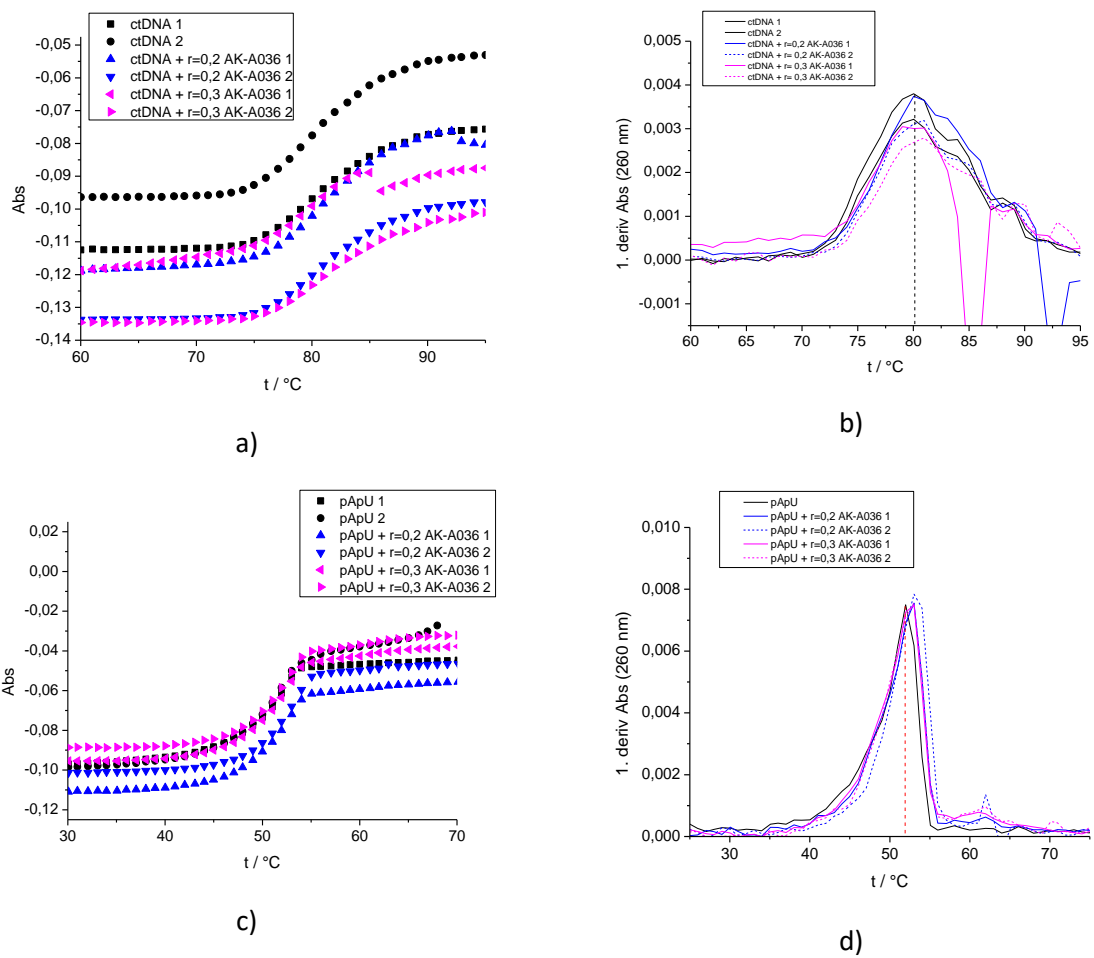 ctDNA 1
ctDNA 2
ctDNA + r=0,2 AK-A036 1
ctDNA + r=0,2 AK-A036 2
ctDNA + r=0,3 AK-A036 1
ctDNA + r=0,3 AK-A036 2
-0,05
-0,06
-0,07
-0,08
-0,09
-0,10
-0,11
-0,12
-0,13
-0,14
Abs
60 70 80 90
t / °C
a)
ctDNA 1
ctDNA 2
ctDNA + r=0,2 AK-A036 1
ctDNA + r= 0,2 AK-A036 2
ctDNA + r= 0,3 AK-A036 1
ctDNA + r= 0,3 AK-A036 2
0,005
0,004
0,003
0,002
0,001
0,000
-0,001
1. deriv Abs (260 nm)
60 65 70 75 80 85 90 95
t / °C
b)
pApU 1
pApU 2
pApU + r=0,2 AK-A036 1
pApU + r=0,2 AK-A036 2
pApU + r=0,3 AK-A036 1
pApU + r=0,3 AK-A036 2
0,02
0,00
-0,02
-0,04
-0,06
-0,08
-0,10
-0,12
Abs
30 40 50 60 70
t / °C
c)
pApU
pApU + r=0,2 AK-A036 1
pApU + r=0,2 AK-A036 2
pApU + r=0,3 AK-A036 1
pApU + r=0,3 AK-A036 2
0,010
0,008
0,006
0,004
0,002
0,000
1. deriv Abs (260 nm)
30 40 50 60 70
t / °C
d)